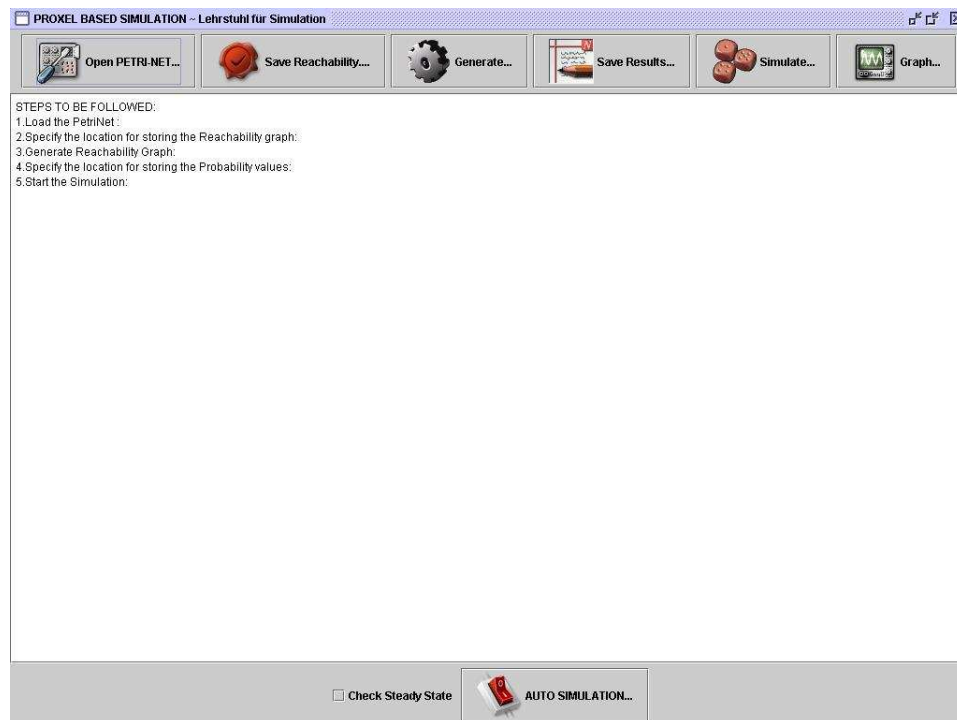 PROXEL BASED SIMULATION ~ Lehrstuhl für Simulation
Open PETRI-NET... Save Reachability.... Generate... Save Results... Simulate... Graph...
STEPS TO BE FOLLOWED:
1.Load the PetriNet :
2.Specify the location for storing the Reachability graph:
3.Generate Reachability Graph:
4.Specify the location for storing the Probability values:
5.Start the Simulation:
Check Steady State AUTO SIMULATION...